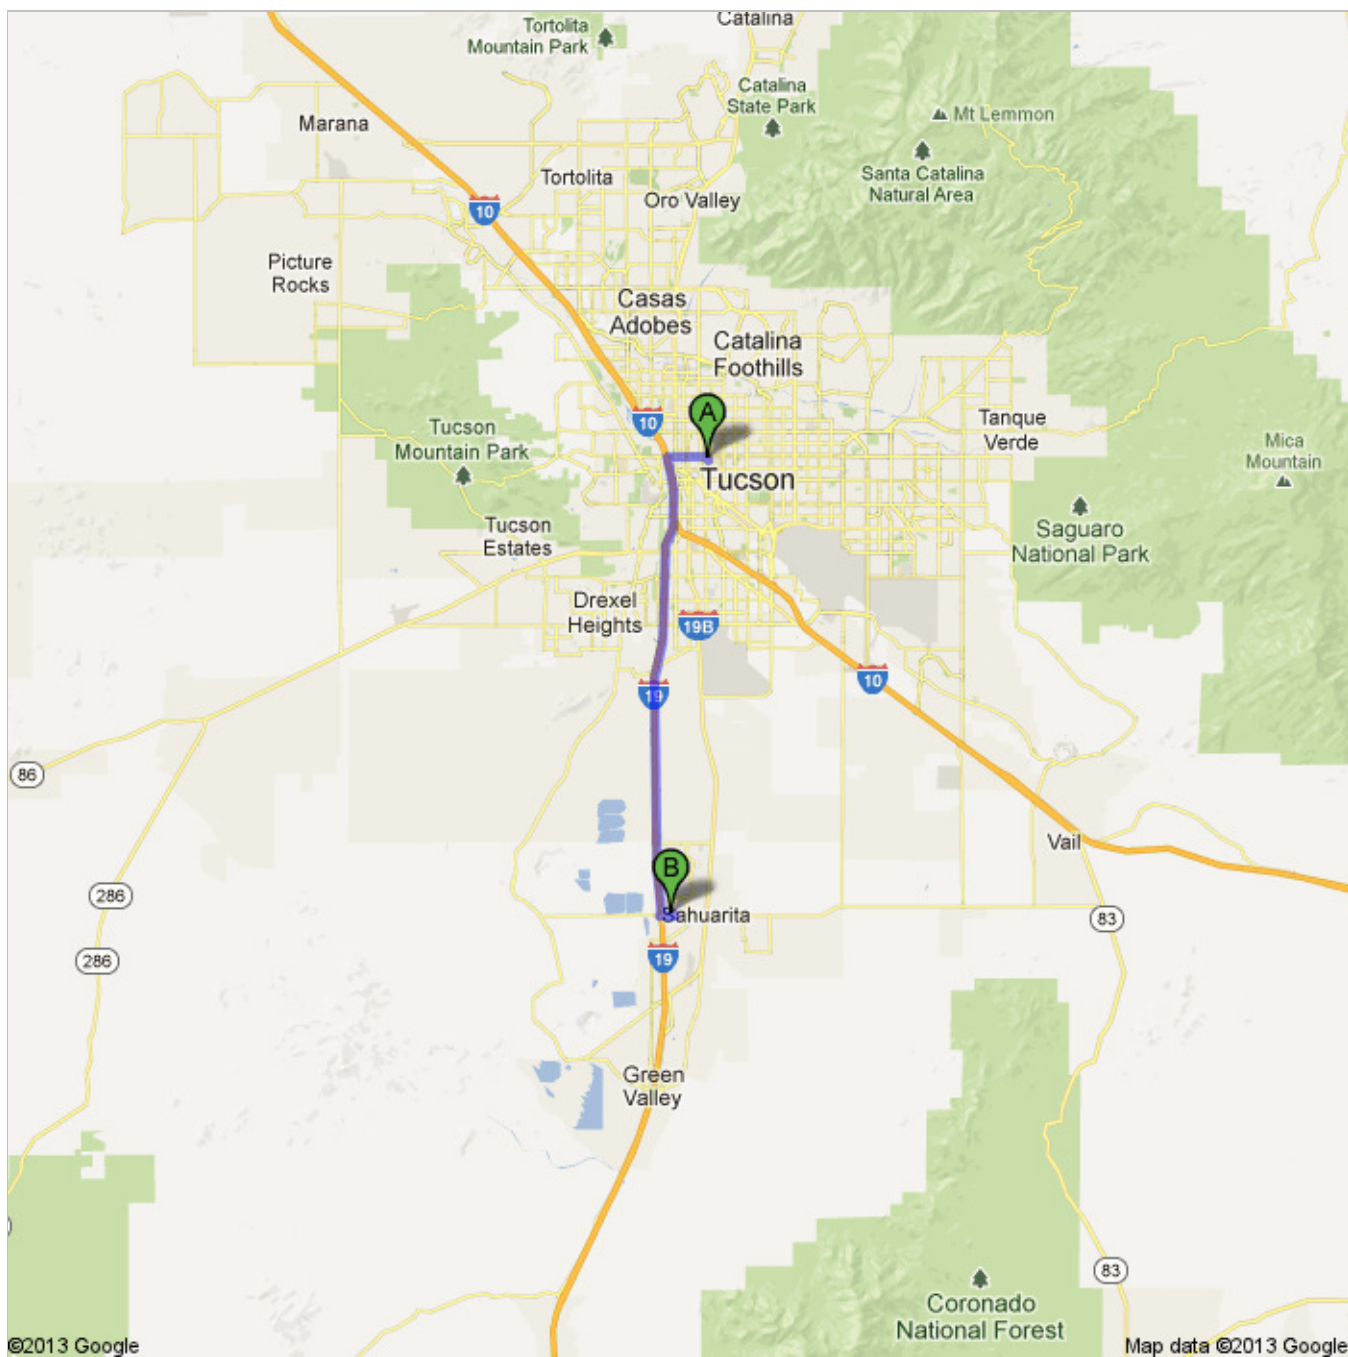 Catalina
Tortolita
Mountain Park
Catalina
State Park
Mt Lemmon
Marana
Santa Catalina
Natural Area
Tortolita
Oro Valley
10
Picture
Rocks
Casas
Adobes
Catalina
Foothills
A
10
Tanque
Verde
Tucson
Mountain Park
Mica
Mountain
Tucson
Saguaro
National Park
Tucson
Estates
Drexel
Heights
19B
10
19
86
Vail
B
286
Sahuarita
83
19
286
Green
Valley
83
Coronado
National Forest
©2013 Google
Map data ©2013 Google